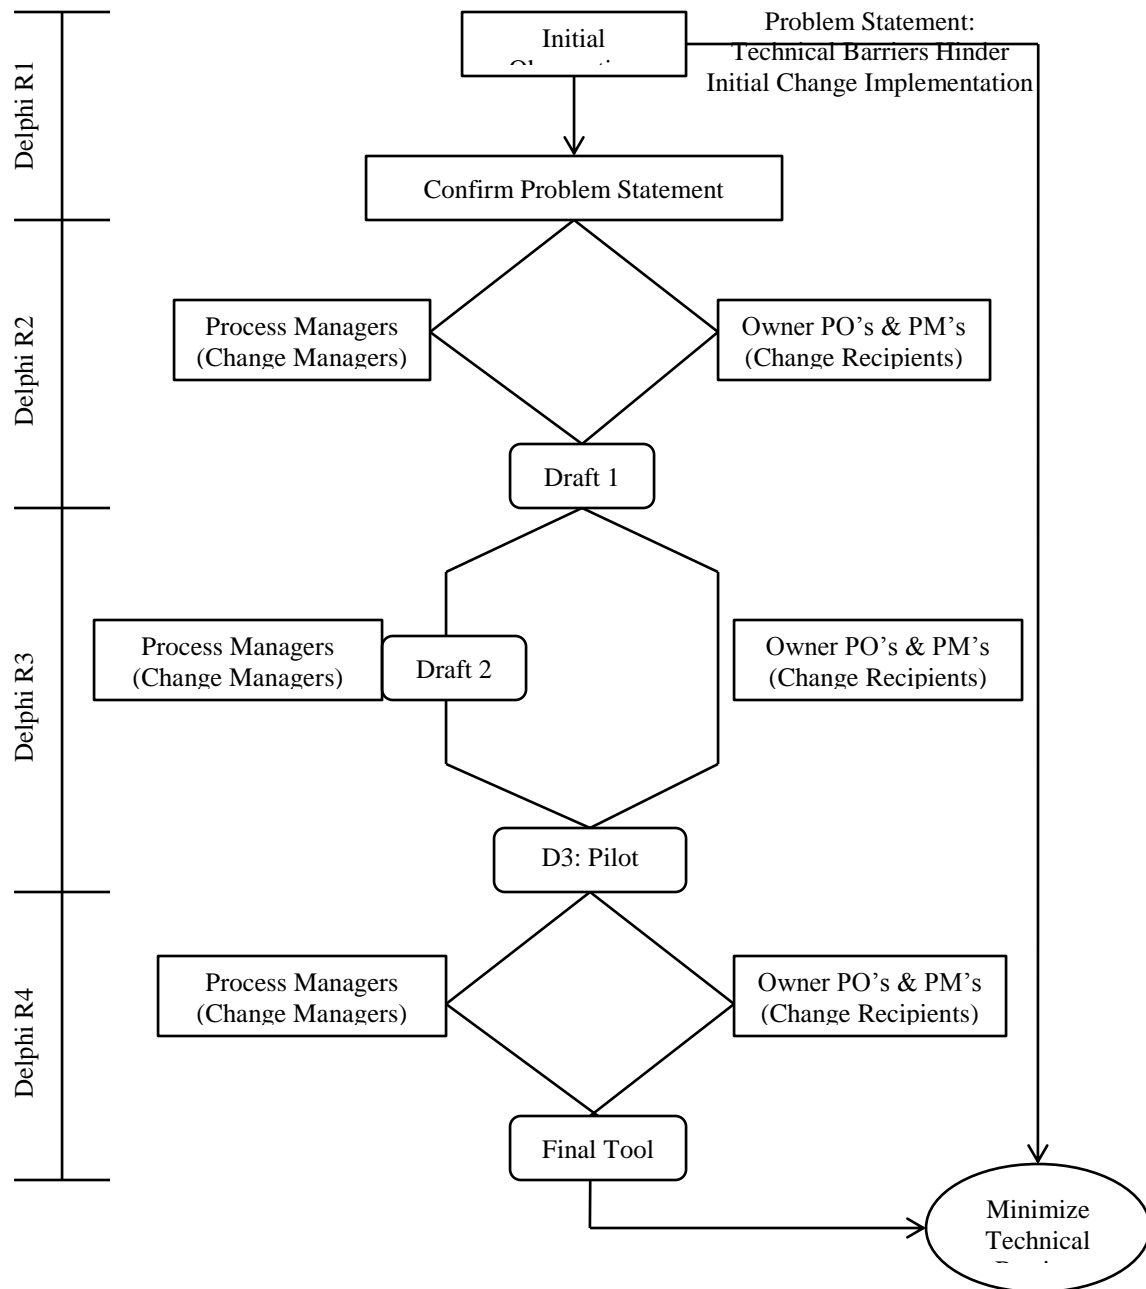 Initial
Problem Statement:
Technical Barriers Hinder
Initial Change Implementation
Delphi R1
Confirm Problem Statement
Delphi R2
Process Managers
(Change Managers)
Owner PO’s & PM’s
(Change Recipients)
Draft 1
Delphi R3
Process Managers
(Change Managers)
Draft 2
Owner PO’s & PM’s
(Change Recipients)
D3: Pilot
Delphi R4
Process Managers
(Change Managers)
Owner PO’s & PM’s
(Change Recipients)
Final Tool
Minimize
Technical